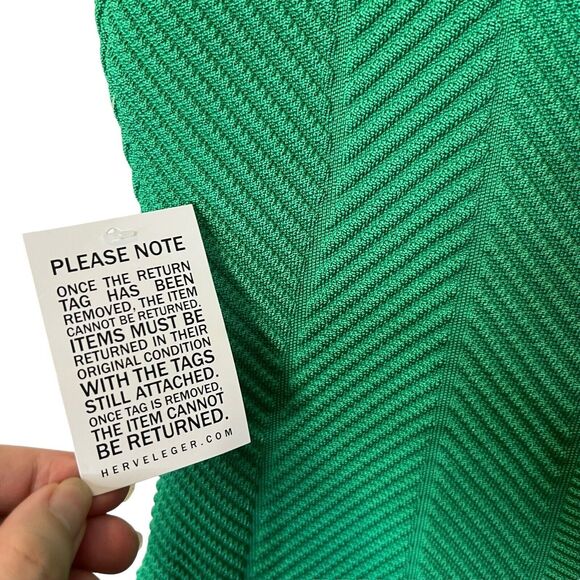 PLEASE NOTE
ONCE THE RETURN
TAG HAS BEEN
REMOVED, THE ITEM
CANNOT BE RETURNED.
ITEMS MUST BE
RETURNED IN THEIR
ORIGINAL CONDITION
WITH THE TAGS
STILL ATTACHED.
ONCE TAG IS REMOVED,
THE ITEM CANNOT
BE RETURNED.
HERVELEGER.COM